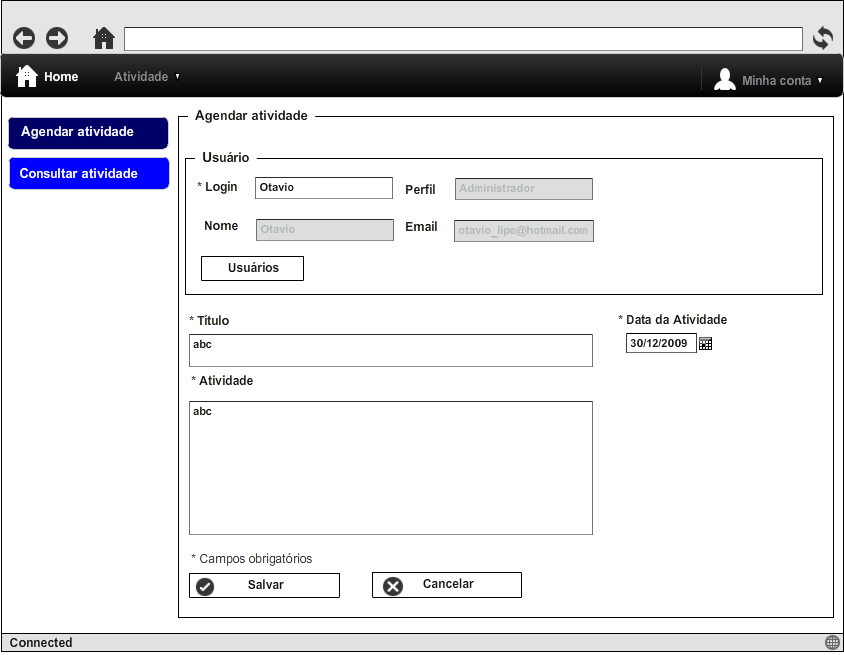 Home Atividade Minha conta
Agendar atividade
Consultar atividade
Agendar atividade
Usuário
* Login Otavio Perfil Administrador
Nome Otavio Email otavio_lipe@hotmail.com
Usuários
* Título * Data da Atividade
abc 30/12/2009
* Atividade
abc
* Campos obrigatórios
Salvar Cancelar
Connected